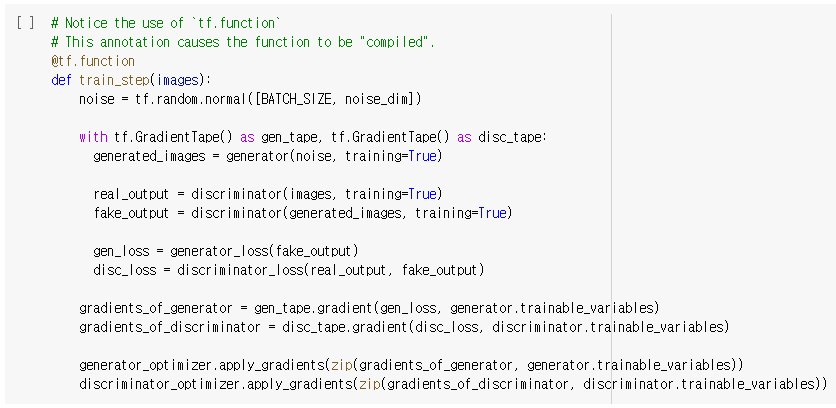 [ ] # Notice the use of `tf.function`
# This annotation causes the function to be "compiled".
@tf.function
def train_step(images):
    noise = tf.random.normal([BATCH_SIZE, noise_dim])

    with tf.GradientTape() as gen_tape, tf.GradientTape() as disc_tape:
      generated_images = generator(noise, training=True)

      real_output = discriminator(images, training=True)
      fake_output = discriminator(generated_images, training=True)

      gen_loss = generator_loss(fake_output)
      disc_loss = discriminator_loss(real_output, fake_output)

    gradients_of_generator = gen_tape.gradient(gen_loss, generator.trainable_variables)
    gradients_of_discriminator = disc_tape.gradient(disc_loss, discriminator.trainable_variables)

    generator_optimizer.apply_gradients(zip(gradients_of_generator, generator.trainable_variables))
    discriminator_optimizer.apply_gradients(zip(gradients_of_discriminator, discriminator.trainable_variables))